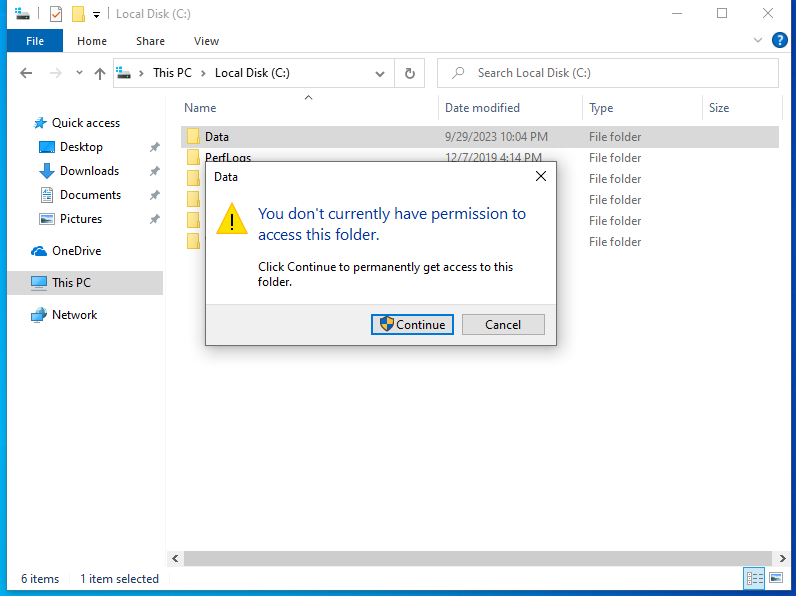 Local Disk (C:)
File Home Share View
This PC Local Disk (C:) Search Local Disk (C:)
Name Date modified Type Size
Quick access
Desktop
Downloads
Documents
Pictures
OneDrive
This PC
Network
Data 9/29/2023 10:04 PM File folder
PerfLogs 12/7/2019 4:14 PM File folder
File folder
File folder
File folder
File folder
Data
You don't currently have permission to
access this folder.
Click Continue to permanently get access to this
folder.
Continue Cancel
6 items 1 item selected